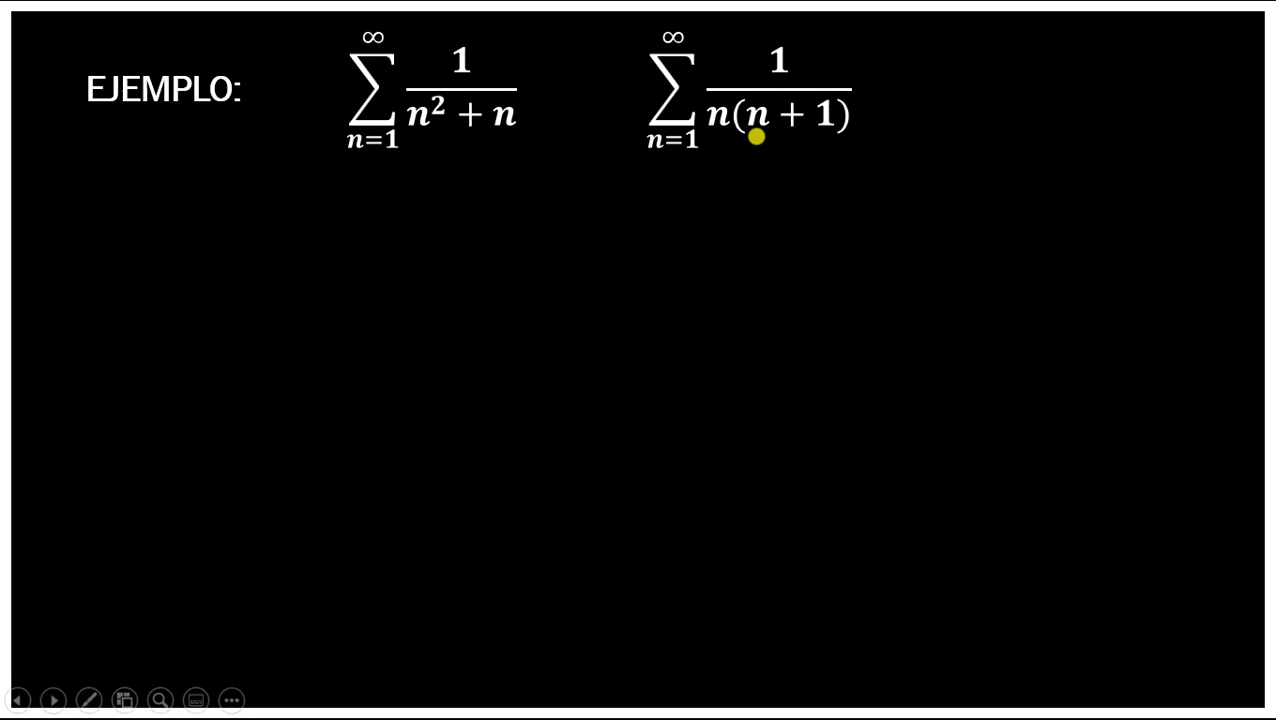 EJEMPLO: ∞ ∑ n=1 1 / n² + n ∞ ∑ n=1 1 / n(n + 1)